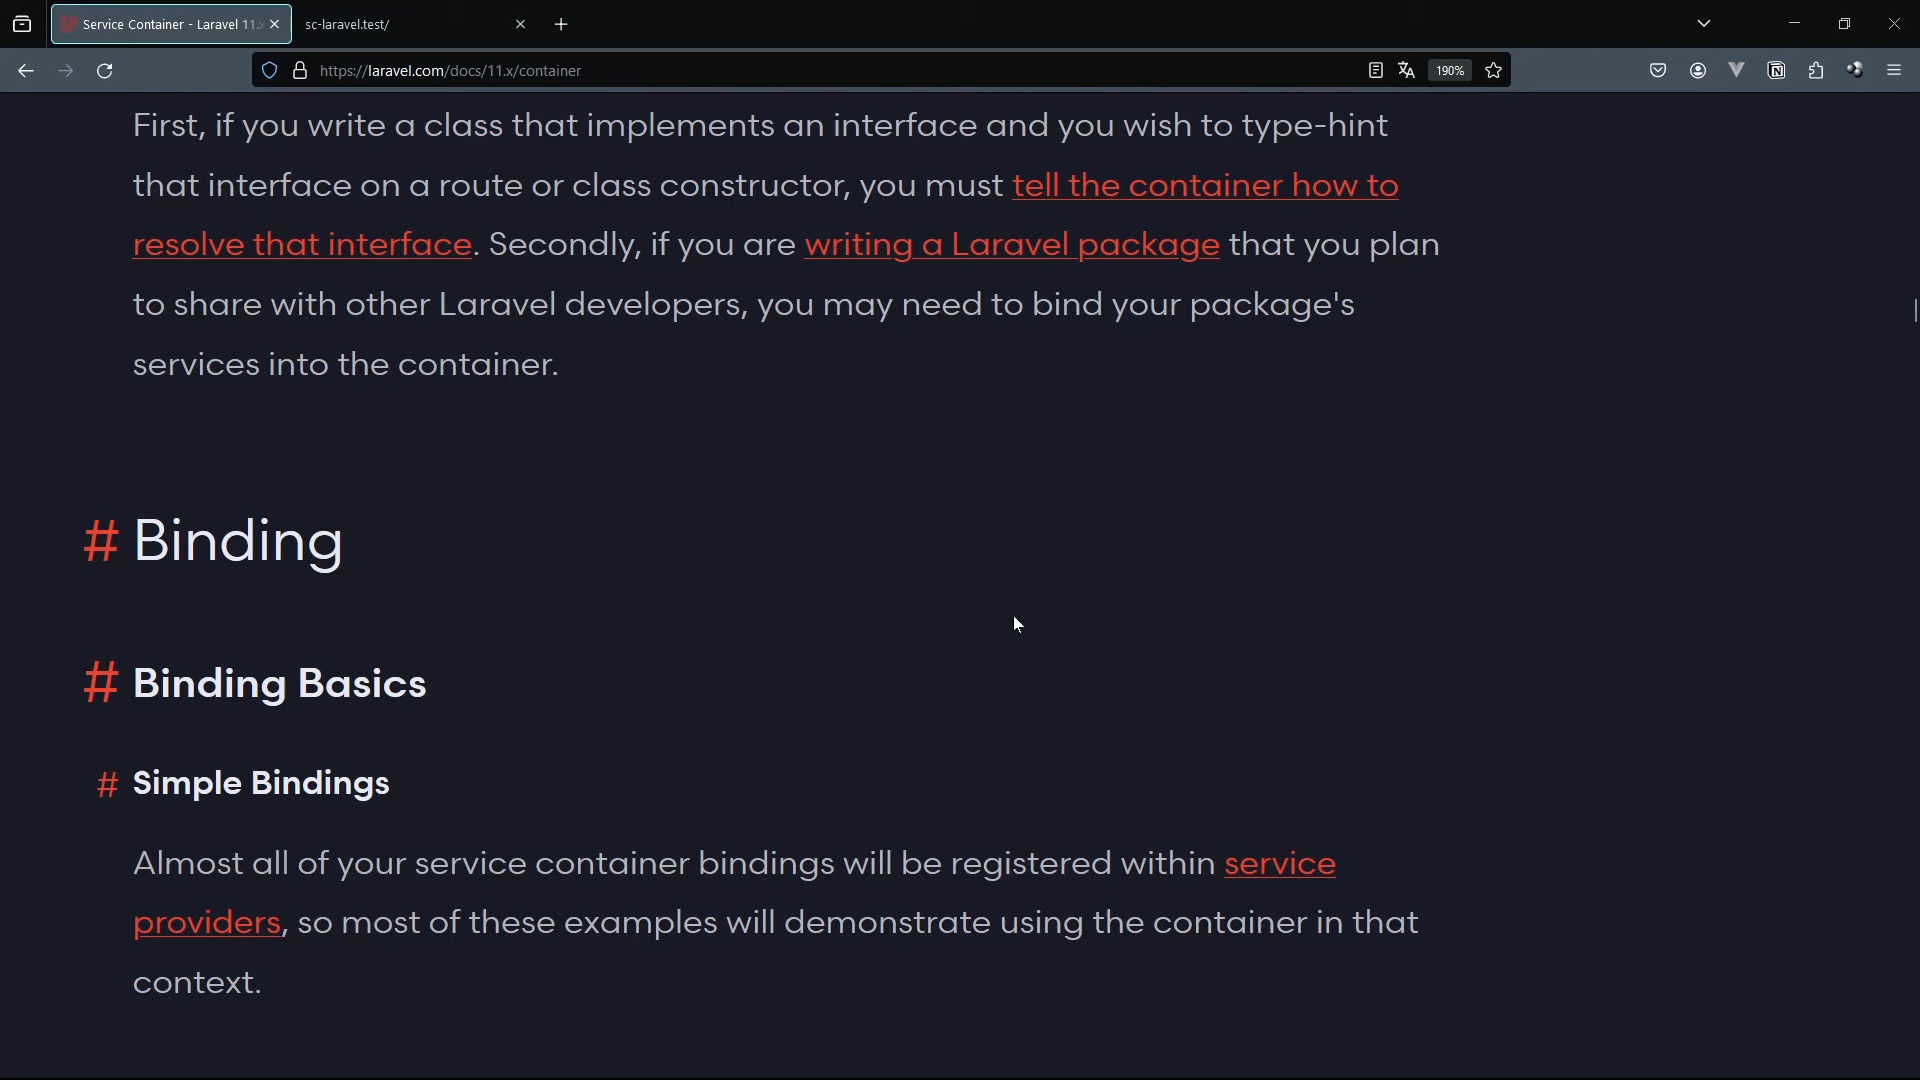 Service Container - Laravel 11.x
sc-laravel.test/
https://laravel.com/docs/11.x/container
190%
First, if you write a class that implements an interface and you wish to type-hint
that interface on a route or class constructor, you must tell the container how to
resolve that interface. Secondly, if you are writing a Laravel package that you plan
to share with other Laravel developers, you may need to bind your package's
services into the container.
# Binding
# Binding Basics
# Simple Bindings
Almost all of your service container bindings will be registered within service
providers, so most of these examples will demonstrate using the container in that
context.